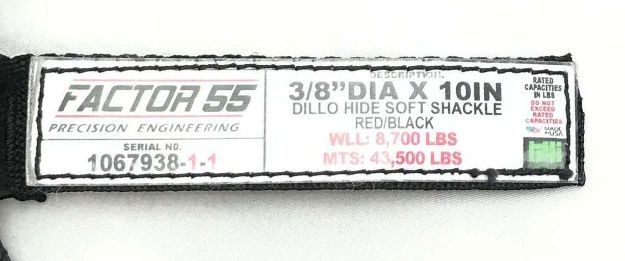 FACTOR 55
PRECISION ENGINEERING
SERIAL NO.
1067938-1-1
DESCRIPTION.
3/8"DIA X 10IN
DILLO HIDE SOFT SHACKLE
RED/BLACK
WLL: 8,700 LBS
MTS: 43,500 LBS
RATED
CAPACITIES
IN LBS
DO NOT
EXCEED
RATED
CAPACITIES
MADE
IN USA